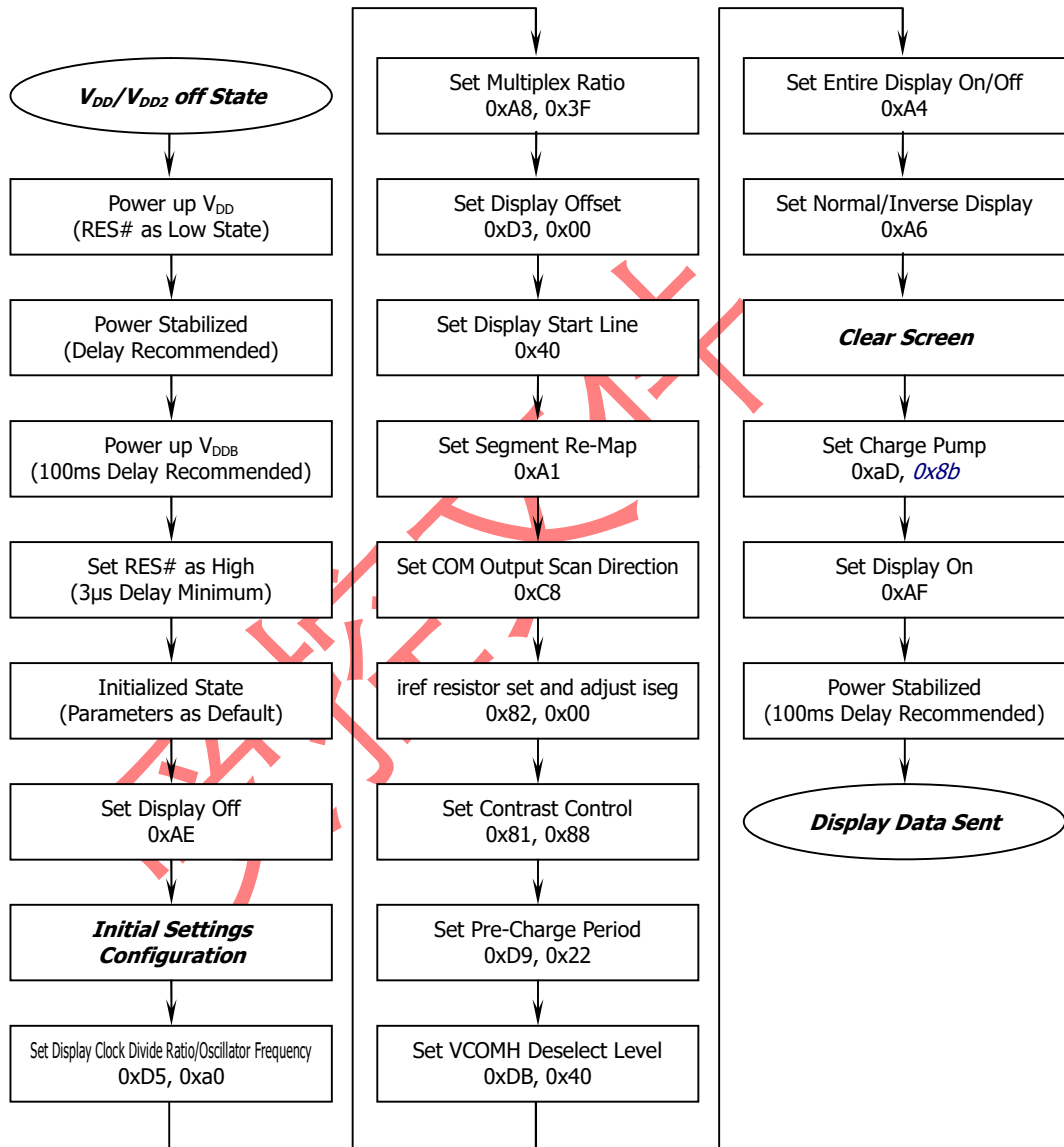 V_DD/V_DD2 off State
Power up V_DD
(RES# as Low State)
Power Stabilized
(Delay Recommended)
Power up V_DDB
(100ms Delay Recommended)
Set RES# as High
(3µs Delay Minimum)
Initialized State
(Parameters as Default)
Set Display Off
0xAE
Initial Settings
Configuration
Set Display Clock Divide Ratio/Oscillator Frequency
0xD5, 0xa0
Set Multiplex Ratio
0xA8, 0x3F
Set Display Offset
0xD3, 0x00
Set Display Start Line
0x40
Set Segment Re-Map
0xA1
Set COM Output Scan Direction
0xC8
iref resistor set and adjust iseg
0x82, 0x00
Set Contrast Control
0x81, 0x88
Set Pre-Charge Period
0xD9, 0x22
Set VCOMH Deselect Level
0xDB, 0x40
Set Entire Display On/Off
0xA4
Set Normal/Inverse Display
0xA6
Clear Screen
Set Charge Pump
0xaD, 0x8b
Set Display On
0xAF
Power Stabilized
(100ms Delay Recommended)
Display Data Sent